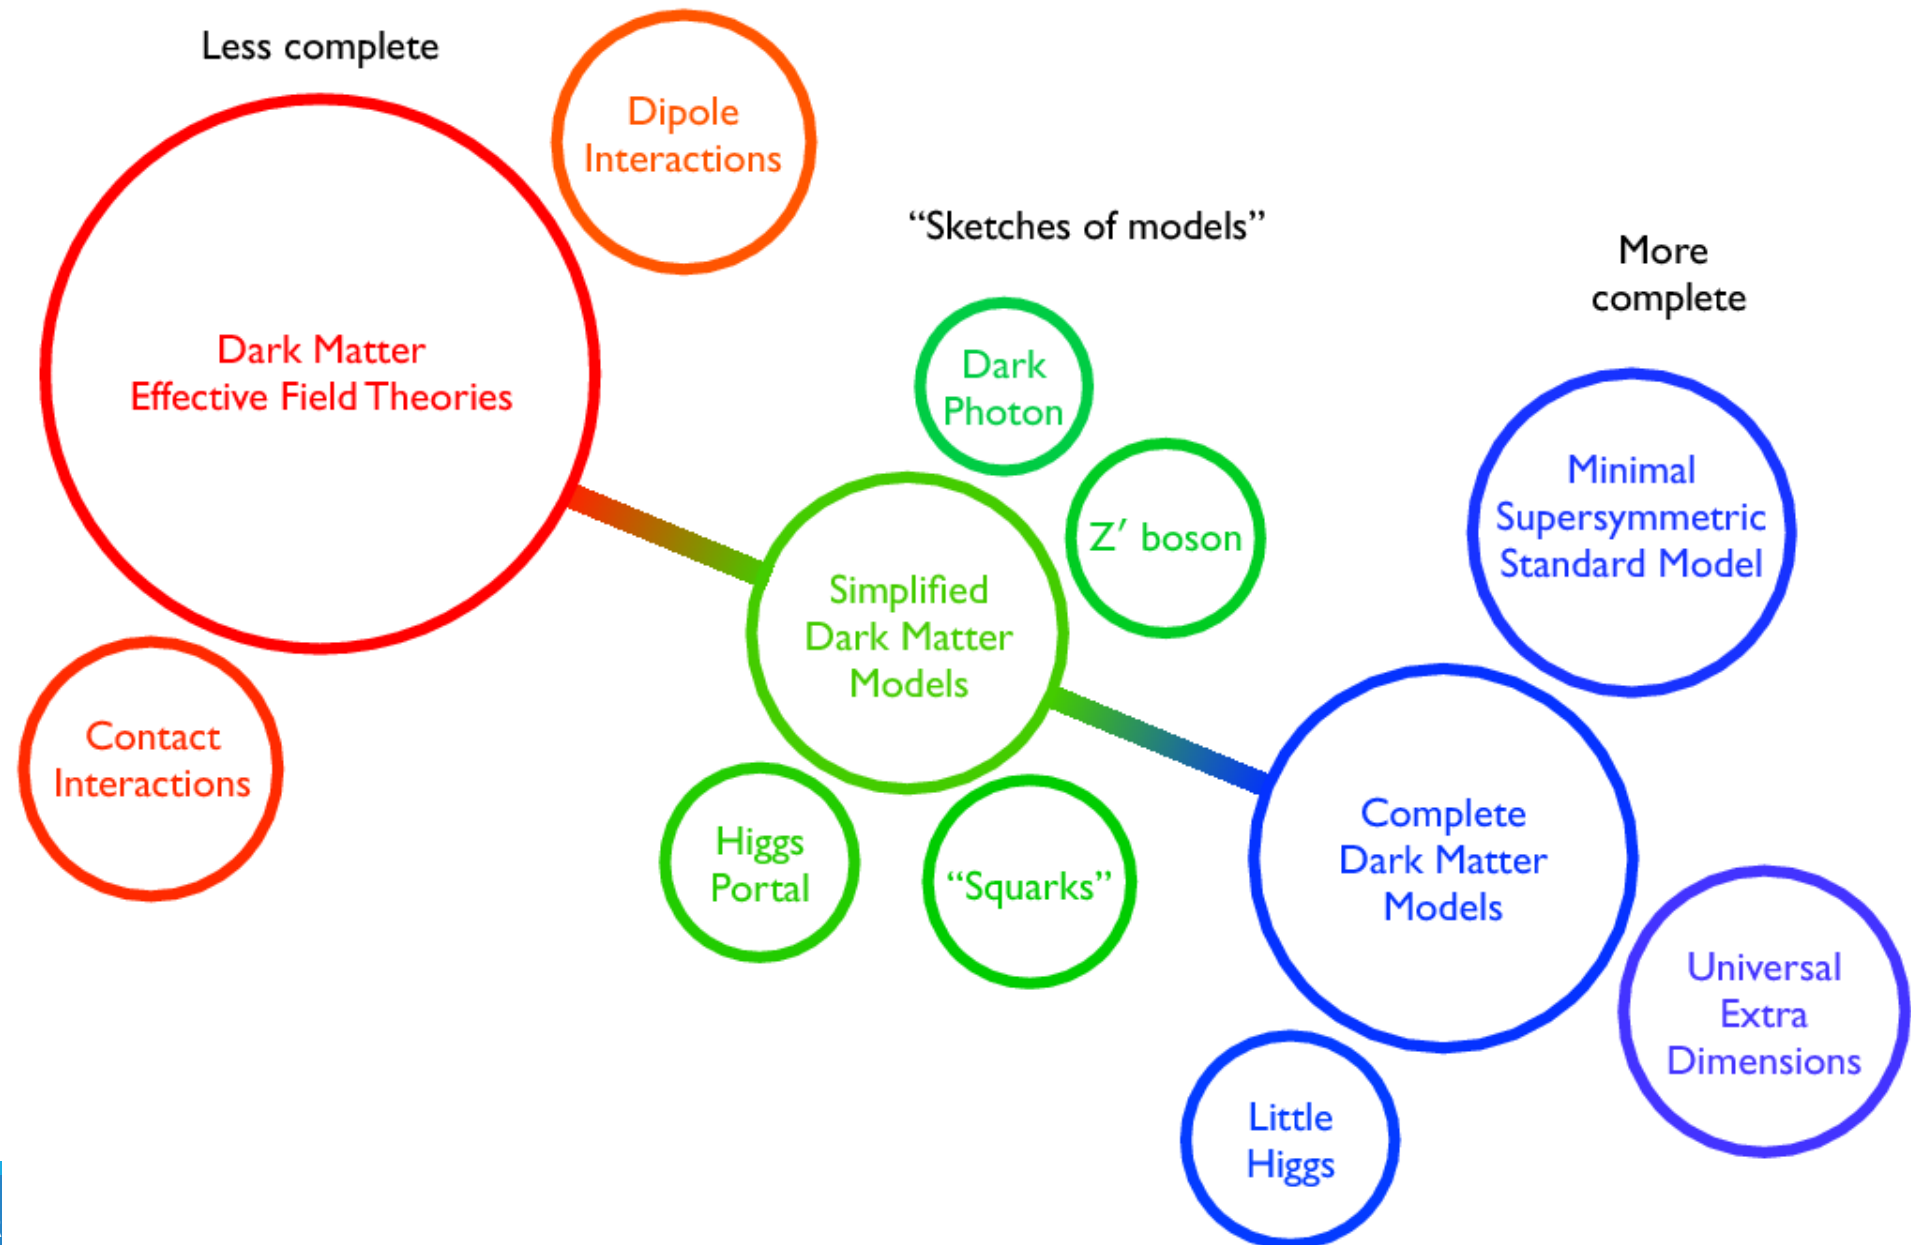 Less complete
Dipole
Interactions
Dark Matter
Effective Field Theories
Contact
Interactions
“Sketches of models”
Dark
Photon
Z′ boson
Simplified
Dark Matter
Models
Higgs
Portal
“Squarks”
More
complete
Minimal
Supersymmetric
Standard Model
Complete
Dark Matter
Models
Universal
Extra
Dimensions
Little
Higgs